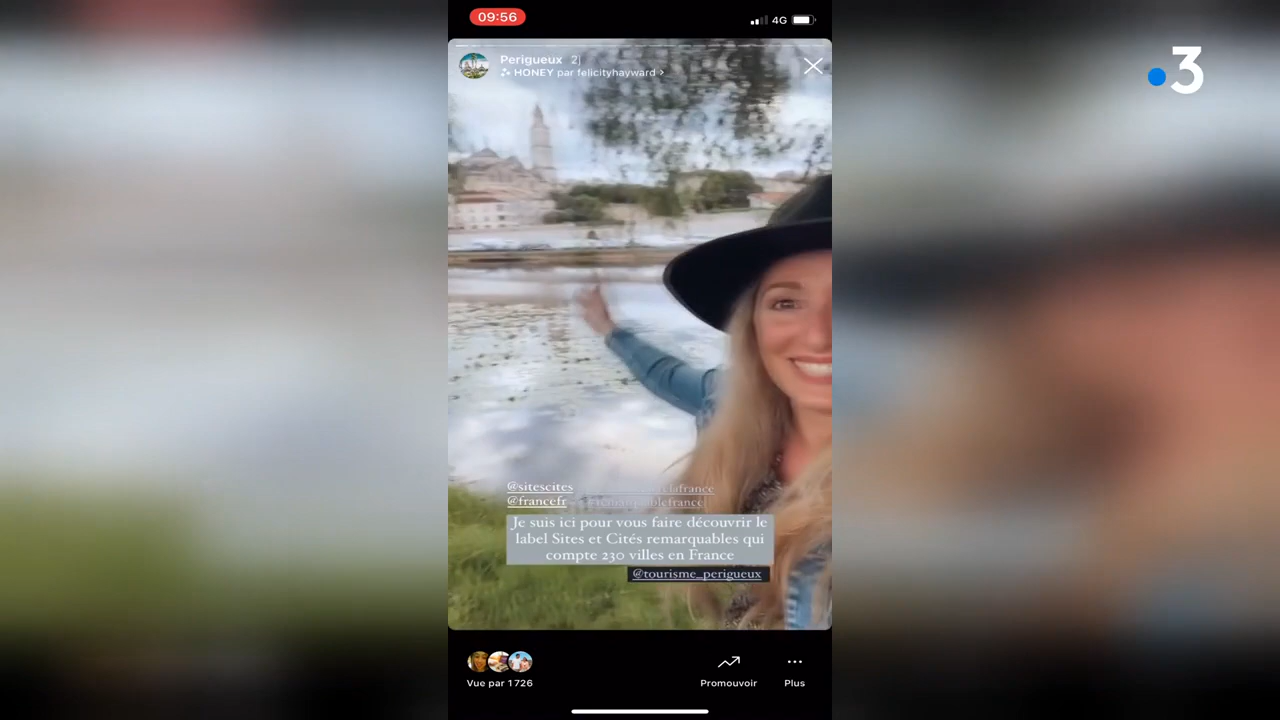 09:56
4G
3
Perigueux 2j
HONEY par felicityhayward >
@sitescites
@francefr
Je suis ici pour vous faire découvrir le
label Sites et Cités remarquables qui
compte 230 villes en France
@tourisme_perigueux
Vue par 1 726
Promouvoir
Plus